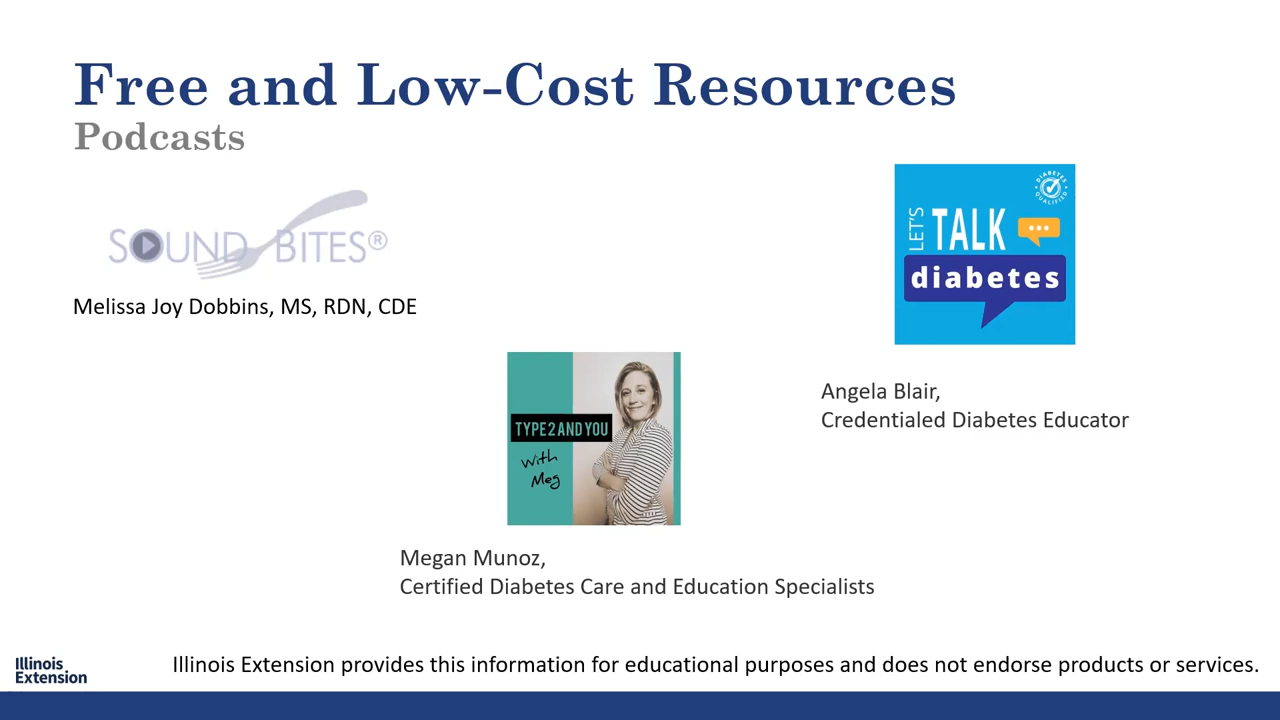 Free and Low-Cost Resources
Podcasts
SOUND BITES®
Melissa Joy Dobbins, MS, RDN, CDE
DIABETES
QUALIFIED
LET'S
TALK
diabetes
Angela Blair,
Credentialed Diabetes Educator
TYPE 2 AND YOU
With
Meg
Megan Munoz,
Certified Diabetes Care and Education Specialists
Illinois
Extension
Illinois Extension provides this information for educational purposes and does not endorse products or services.